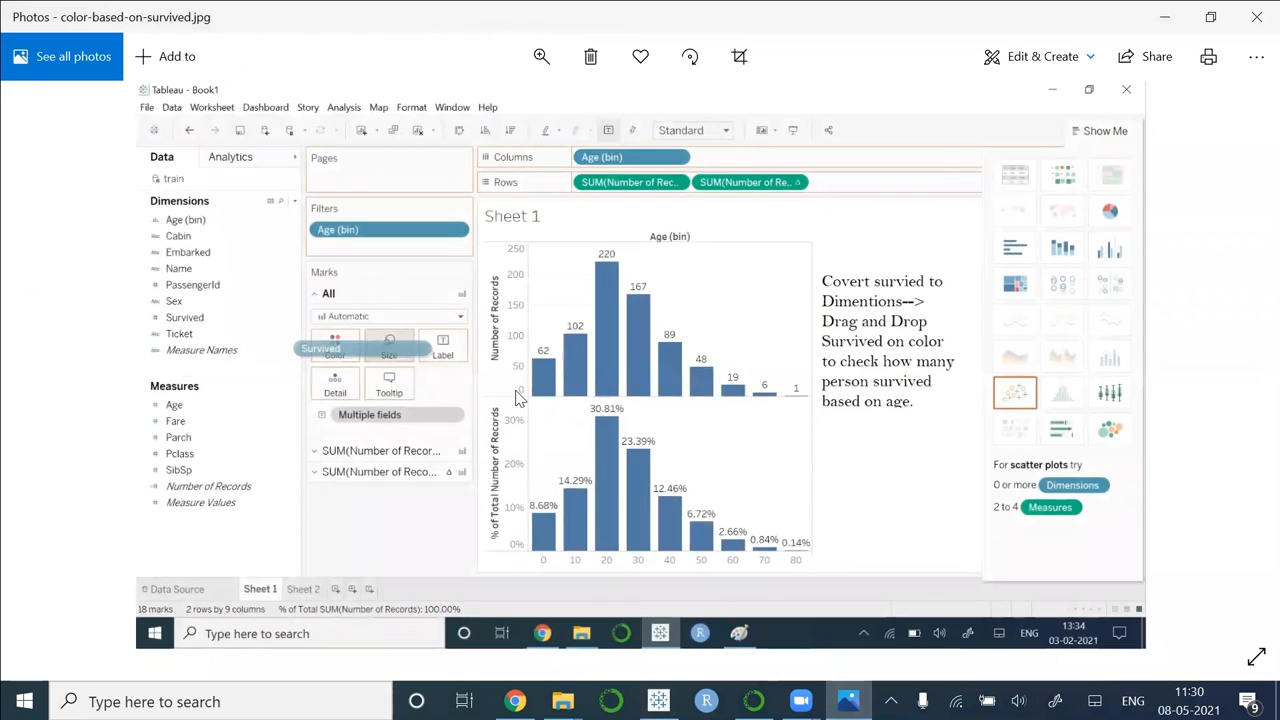 Photos - color-based-on-survived.jpg
See all photos
Add to
Edit & Create
Share
Tableau - Book1
File Data Worksheet Dashboard Story Analysis Map Format Window Help
Standard
Show Me
Data
Analytics
train
Dimensions
Age (bin)
Cabin
Embarked
Name
PassengerId
Sex
Survived
Ticket
Measure Names
Measures
Age
Fare
Parch
Pclass
SibSp
Number of Records
Measure Values
Pages
Filters
Age (bin)
Marks
All
Automatic
Color Size Label
Survived
Detail Tooltip
Multiple fields
SUM(Number of Recor...
SUM(Number of Reco...
Columns
Age (bin)
Rows
SUM(Number of Rec..
SUM(Number of Re..
Sheet 1
Age (bin)
Number of Records
250
200
150
100
50
0
62 102 220 167 89 48 19 6 1
% of Total Number of Records
30%
20%
10%
0%
8.68% 14.29% 30.81% 23.39% 12.46% 6.72% 2.66% 0.84% 0.14%
0 10 20 30 40 50 60 70 80
Covert survied to
Dimentions-->
Drag and Drop
Survived on color
to check how many
person survived
based on age.
For scatter plots try
0 or more Dimensions
2 to 4 Measures
Data Source
Sheet 1
Sheet 2
18 marks 2 rows by 9 columns % of Total SUM(Number of Records): 100.00%
Type here to search
ENG
13:34
03-02-2021
Type here to search
ENG
11:30
08-05-2021
9